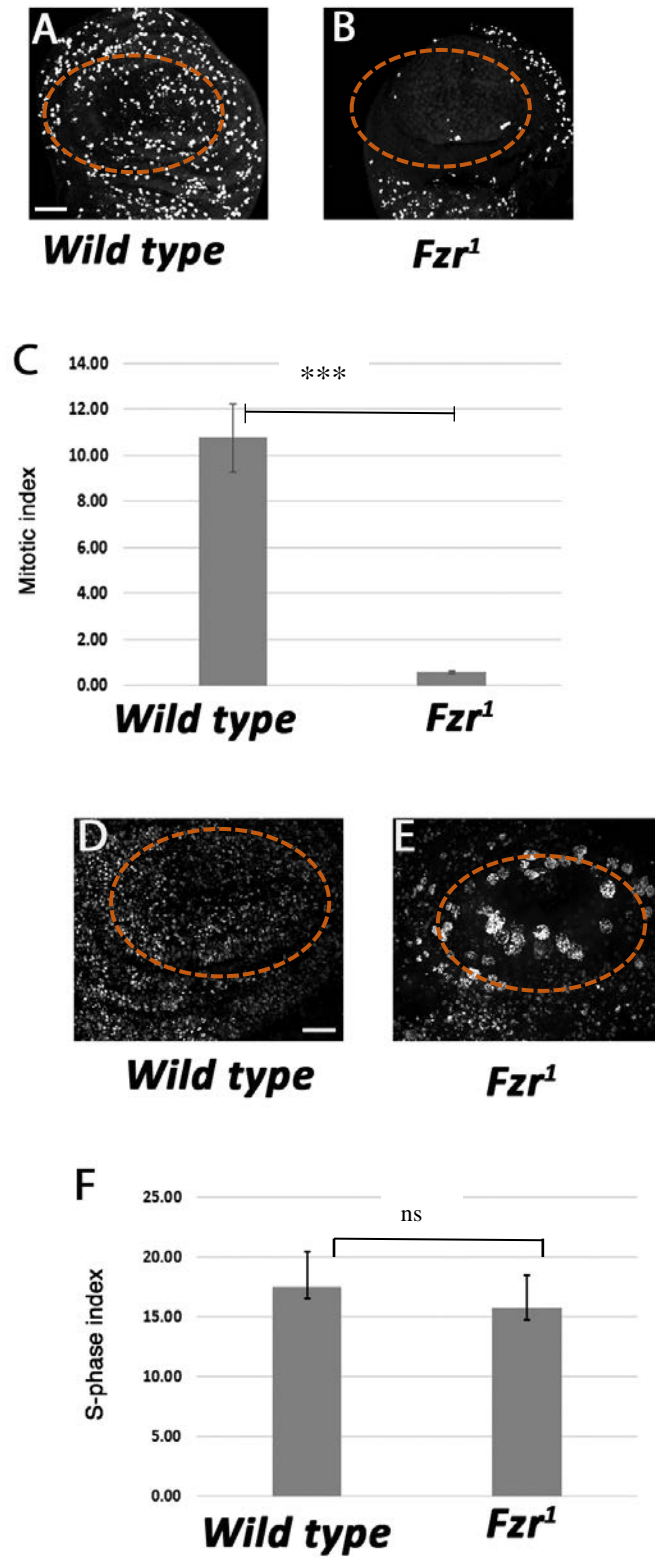 A
B
Wild type
Fzr¹
C
14.00
***
12.00
10.00
8.00
6.00
4.00
2.00
0.00
Mitotic index
Wild type
Fzr¹
D
E
Wild type
Fzr¹
F
25.00
ns
20.00
15.00
10.00
5.00
0.00
S-phase index
Wild type
Fzr¹